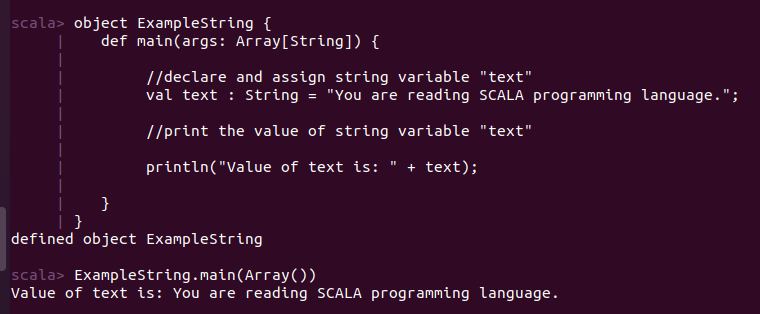 scala> object ExampleString {
     |    def main(args: Array[String]) {
     |
     |         //declare and assign string variable "text"
     |         val text : String = "You are reading SCALA programming language.";
     |
     |         //print the value of string variable "text"
     |
     |         println("Value of text is: " + text);
     |
     |    }
     | }
defined object ExampleString

scala> ExampleString.main(Array())
Value of text is: You are reading SCALA programming language.